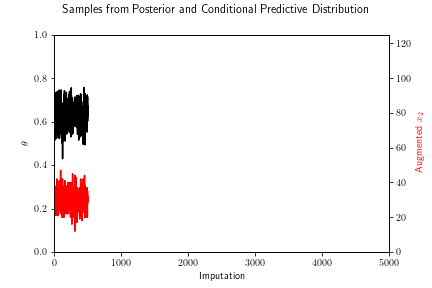 Samples from Posterior and Conditional Predictive Distribution
1.0
0.8
0.6
0.4
0.2
0.0
θ
120
100
80
60
40
20
0
Augmented x₂
0 1000 2000 3000 4000 5000
Imputation